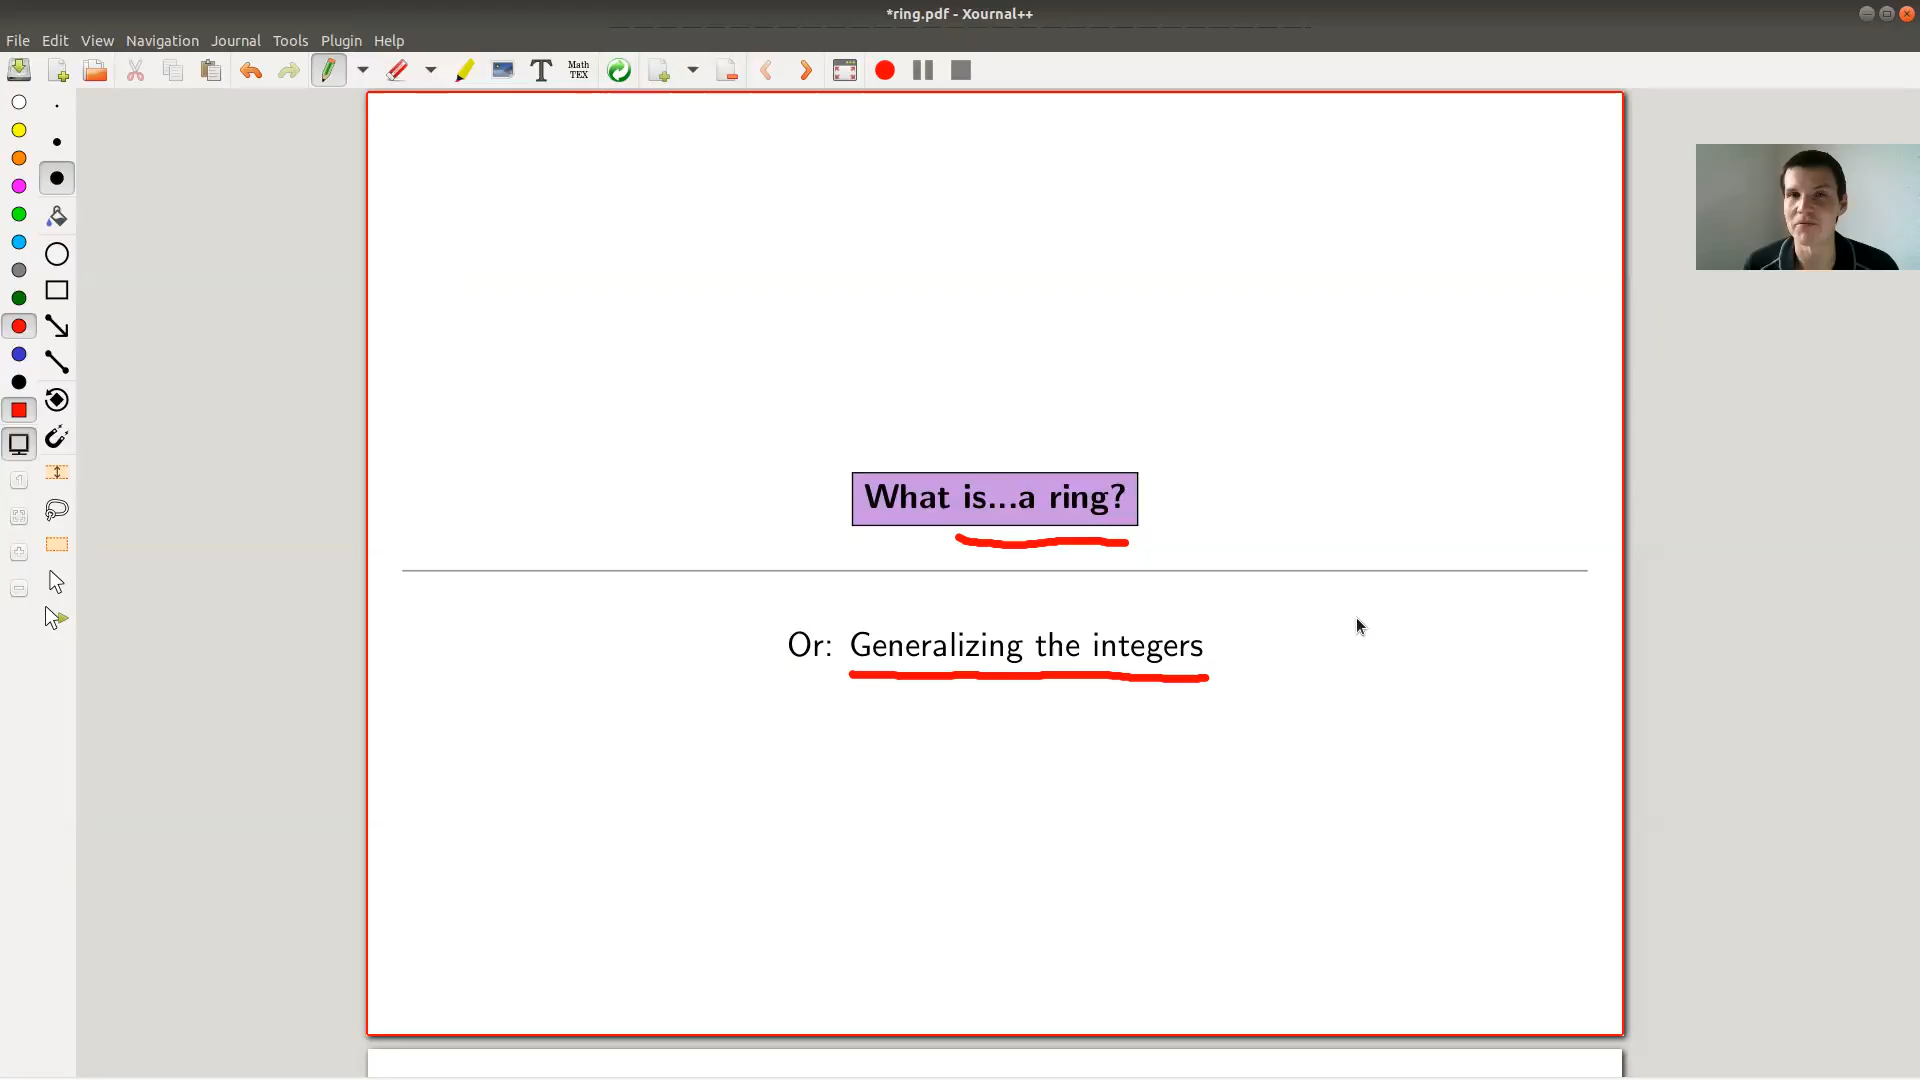 *ring.pdf - Xournal++
File Edit View Navigation Journal Tools Plugin Help
T Math TEX
What is...a ring?
Or: Generalizing the integers